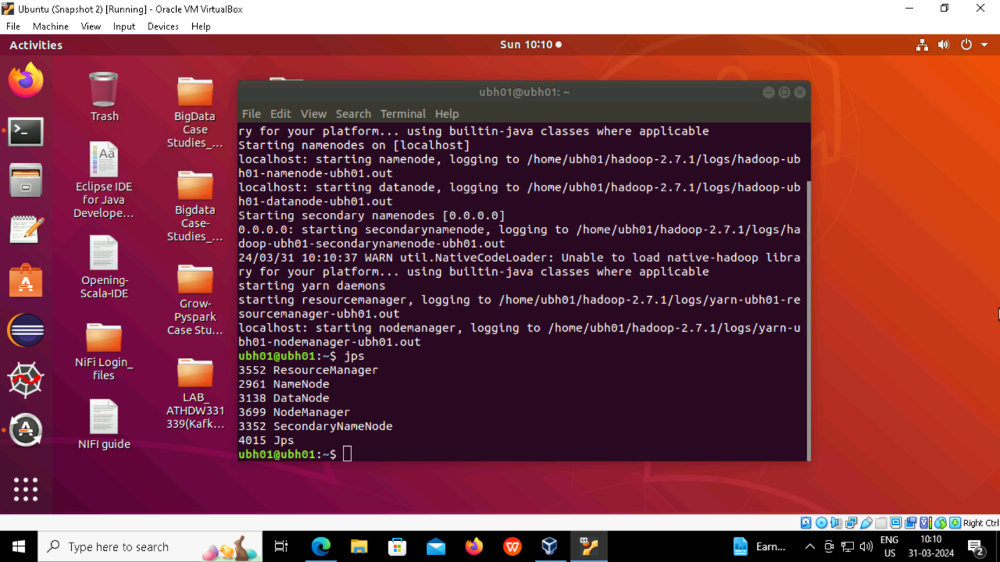 Ubuntu (Snapshot 2) [Running] - Oracle VM VirtualBox
File Machine View Input Devices Help
Activities
Sun 10:10
Trash
Eclipse IDE
for Java
Develope...
Opening-
Scala-IDE
NiFi Login_
files
NIFI guide
BigData
Case
Studies_...
Bigdata
Case-
Studies_...
Grow-
Pyspark
Case Stu...
LAB_
ATHDW331
339(Kafk...
ubh01@ubh01: ~
File Edit View Search Terminal Help
ry for your platform... using builtin-java classes where applicable
Starting namenodes on [localhost]
localhost: starting namenode, logging to /home/ubh01/hadoop-2.7.1/logs/hadoop-ub
h01-namenode-ubh01.out
localhost: starting datanode, logging to /home/ubh01/hadoop-2.7.1/logs/hadoop-ub
h01-datanode-ubh01.out
Starting secondary namenodes [0.0.0.0]
0.0.0.0: starting secondarynamenode, logging to /home/ubh01/hadoop-2.7.1/logs/ha
doop-ubh01-secondarynamenode-ubh01.out
24/03/31 10:10:37 WARN util.NativeCodeLoader: Unable to load native-hadoop libra
ry for your platform... using builtin-java classes where applicable
starting yarn daemons
starting resourcemanager, logging to /home/ubh01/hadoop-2.7.1/logs/yarn-ubh01-re
sourcemanager-ubh01.out
localhost: starting nodemanager, logging to /home/ubh01/hadoop-2.7.1/logs/yarn-u
bh01-nodemanager-ubh01.out
ubh01@ubh01:~$ jps
3552 ResourceManager
2961 NameNode
3138 DataNode
3699 NodeManager
3352 SecondaryNameNode
4015 Jps
ubh01@ubh01:~$
Right Ctrl
Type here to search
Earn...
ENG
US
10:10
31-03-2024
2